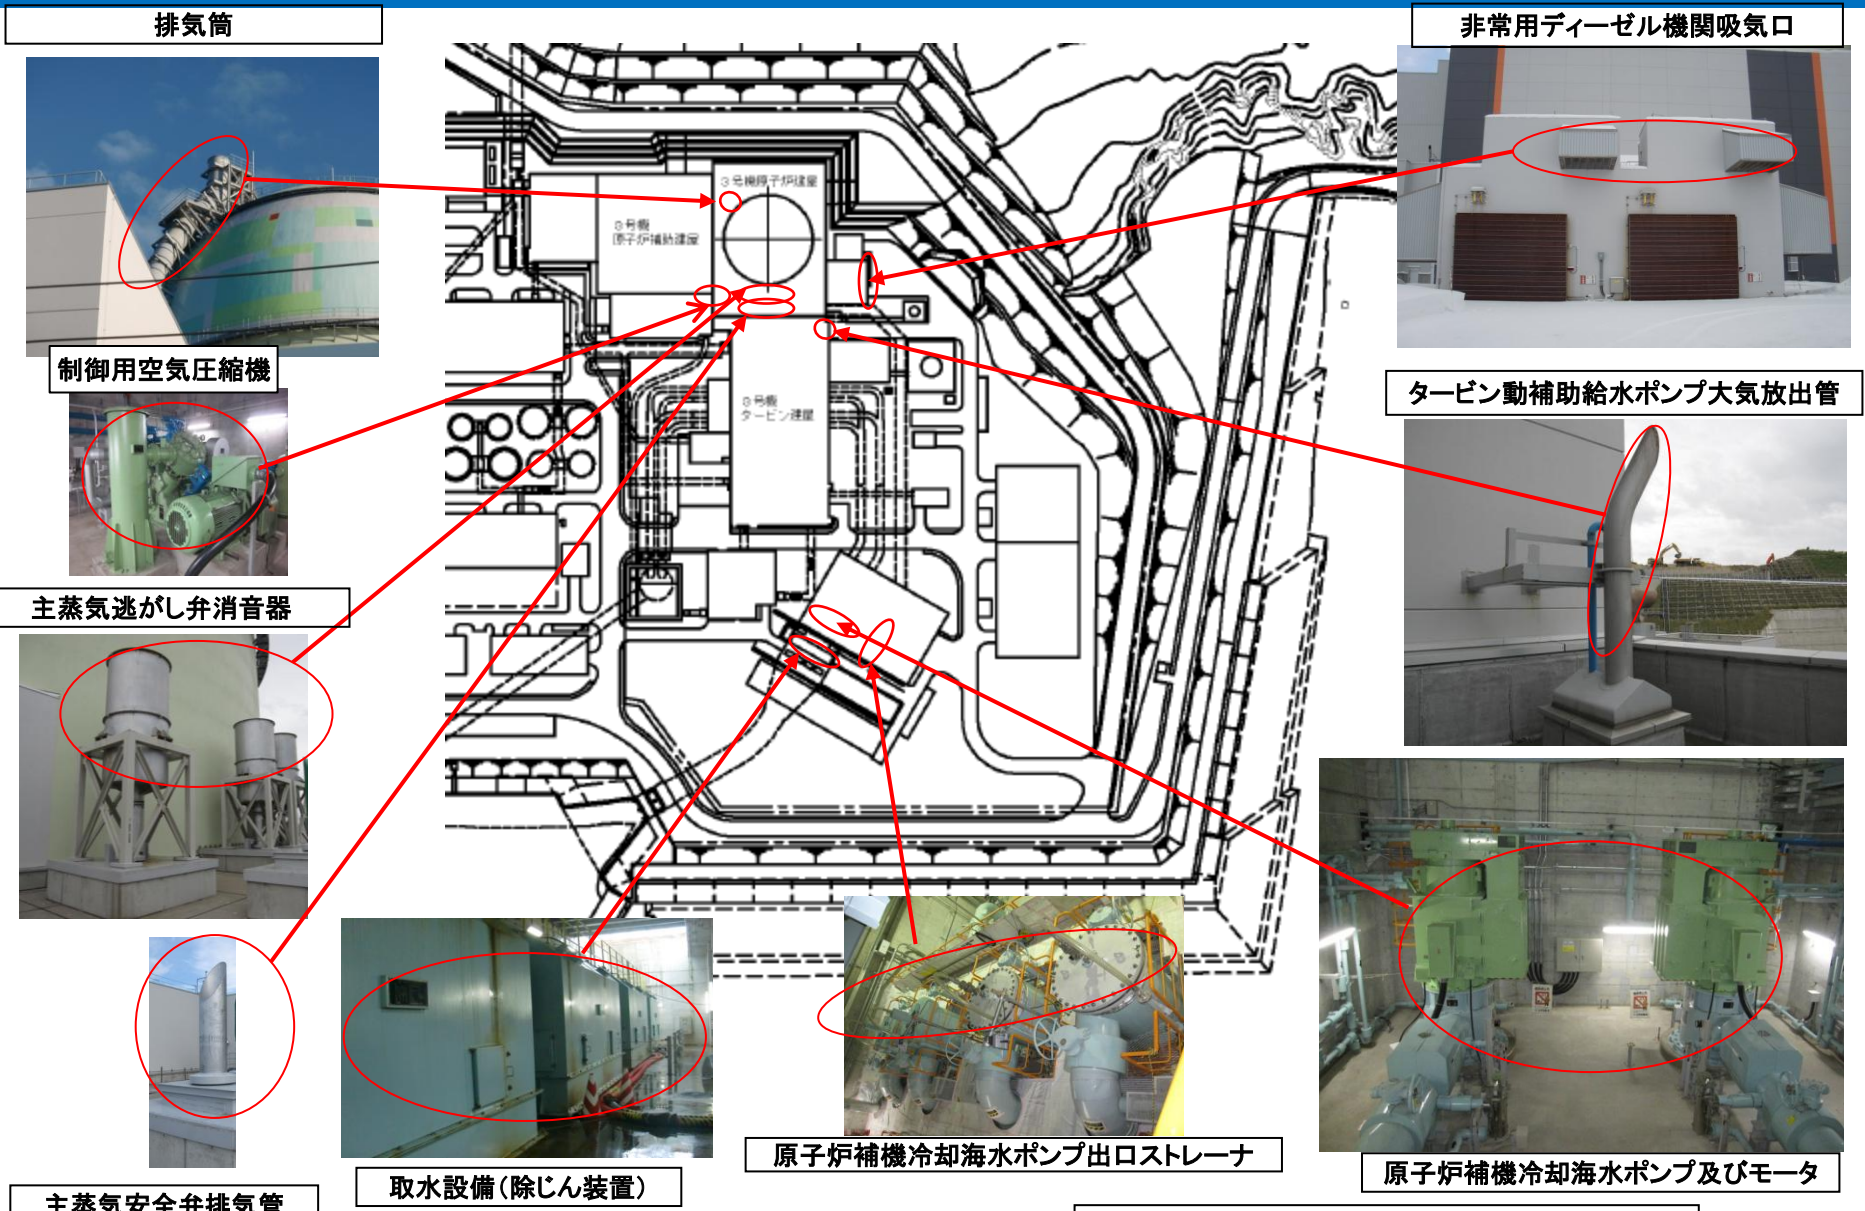 排気筒
非常用ディーゼル機関吸気口
3号機原子炉建屋
3号機
原子炉補助建屋
制御用空気圧縮機
タービン動補助給水ポンプ大気放出管
3号機
タービン建屋
主蒸気逃がし弁消音器
原子炉補機冷却海水ポンプ出口ストレーナ
原子炉補機冷却海水ポンプ及びモータ
取水設備(除じん装置)
主蒸気安全弁排気管